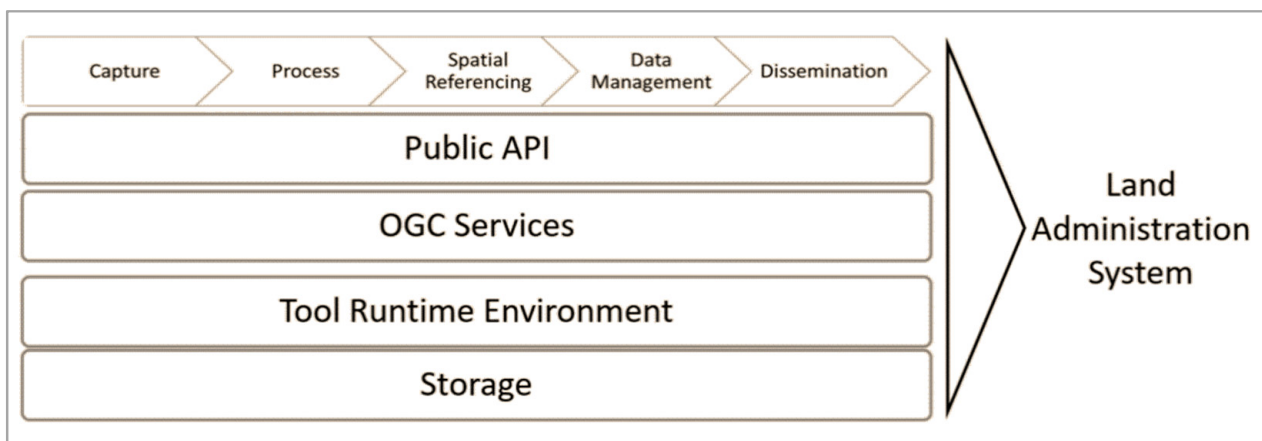 Capture
Process
Spatial
Referencing
Data
Management
Dissemination
Public API
OGC Services
Tool Runtime Environment
Storage
Land
Administration
System